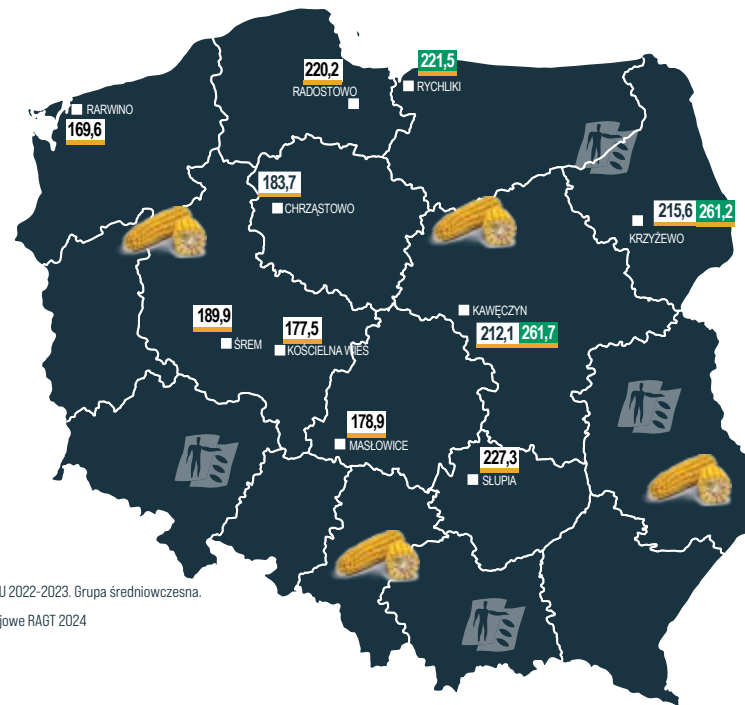 220,2
RADOSTOWO
221,5
RYCHLIKI
RARWINO
169,6
183,7
CHRZĄSTOWO
215,6 261,2
KRZYŻEWO
189,9
ŚREM
177,5
KOŚCIELNA WIEŚ
KAWĘCZYN
212,1 261,7
178,9
MASŁOWICE
227,3
SŁUPIA
U 2022-2023. Grupa średniowczesna.
jowe RAGT 2024